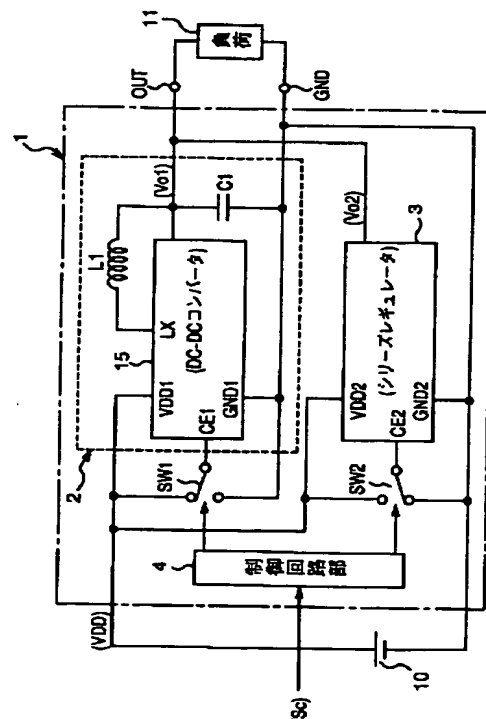 1
11
負荷
OUT
GND
2
L1
(Vo1)
C1
15
LX
(DC-DCコンバータ)
VDD1
CE1
GND1
SW1
(Vo2)
3
VDD2
(シリーズレギュレータ)
CE2
GND2
SW2
4
制御回路部
(VDD)
10
Sc)